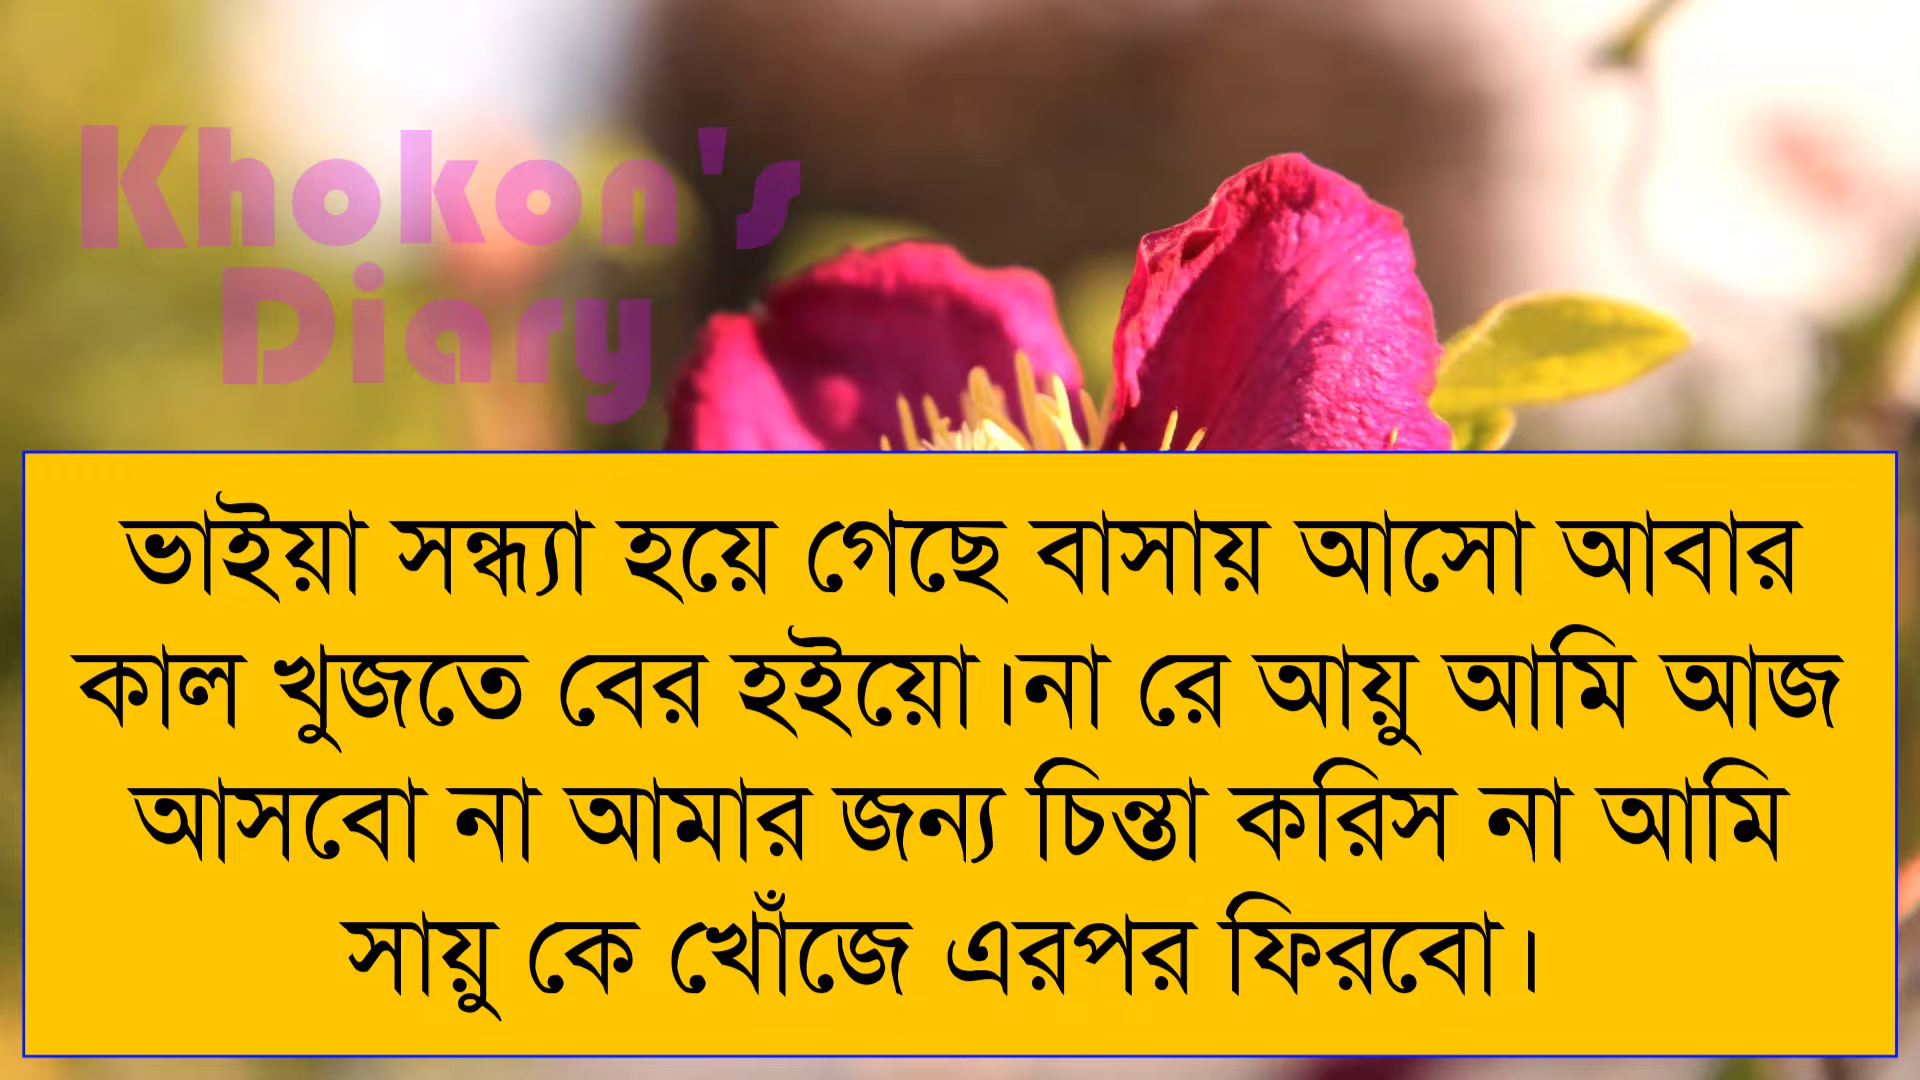 Khokon's
Diary
ভাইয়া সন্ধ্যা হয়ে গেছে বাসায় আসো আবার
কাল খুজতে বের হইয়ো।না রে আয়ু আমি আজ
আসবো না আমার জন্য চিন্তা করিস না আমি
সায়ু কে খোঁজে এরপর ফিরবো।